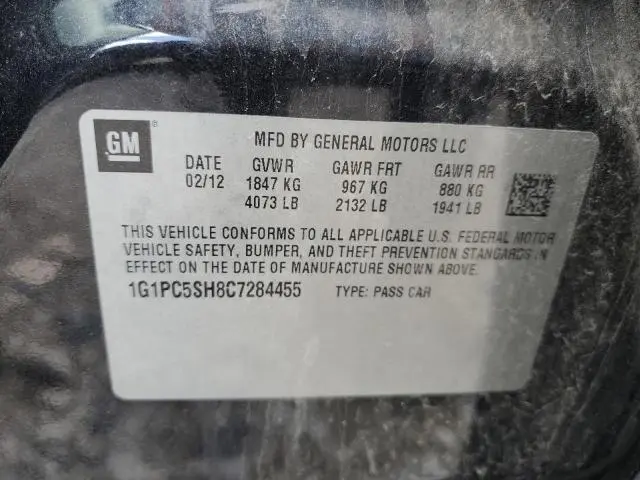 GM ®
MFD BY GENERAL MOTORS LLC
DATE GVWR GAWR FRT GAWR RR
02/12 1847 KG 967 KG 880 KG
4073 LB 2132 LB 1941 LB
THIS VEHICLE CONFORMS TO ALL APPLICABLE U.S. FEDERAL MOTOR
VEHICLE SAFETY, BUMPER, AND THEFT PREVENTION STANDARDS IN
EFFECT ON THE DATE OF MANUFACTURE SHOWN ABOVE.
1G1PC5SH8C7284455 TYPE: PASS CAR